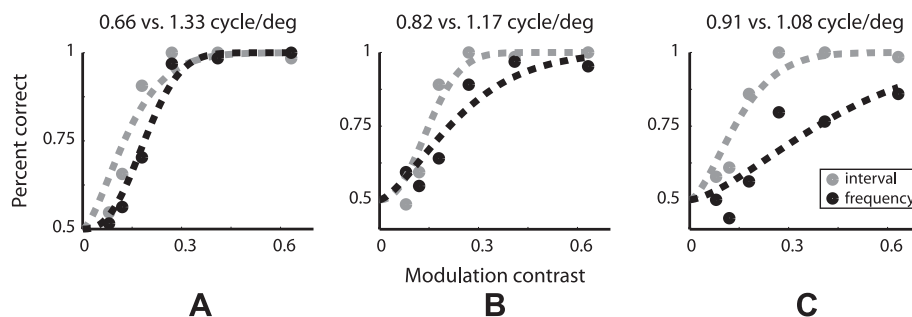 0.66 vs. 1.33 cycle/deg
0.82 vs. 1.17 cycle/deg
0.91 vs. 1.08 cycle/deg
Percent correct
1
0.75
0.5
0
0.3
0.6
1
0.75
0.5
0
0.3
0.6
1
0.75
0.5
0
0.3
0.6
interval
frequency
Modulation contrast
A
B
C